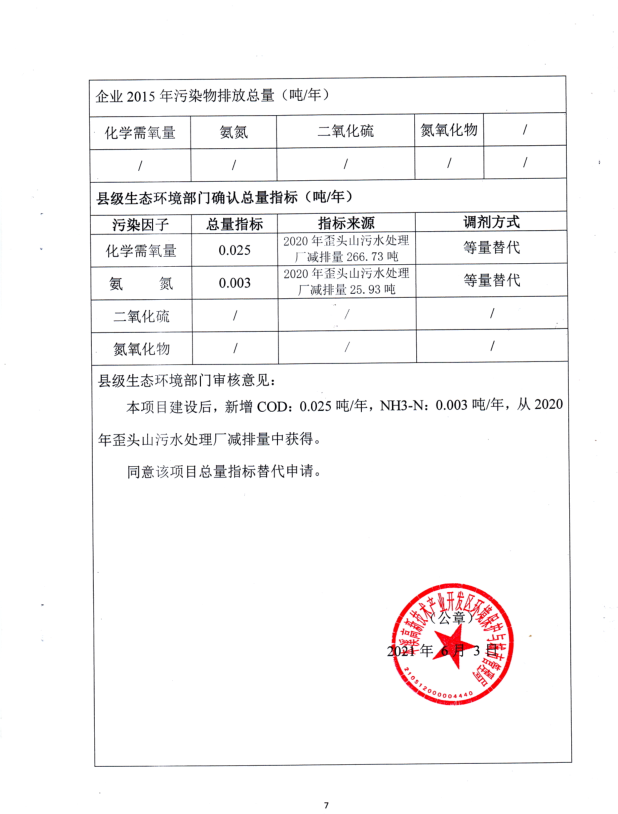 企业 2015 年污染物排放总量（吨/年）
化学需氧量 氨氮 二氧化硫 氮氧化物 /
/ / / / /
县级生态环境部门确认总量指标（吨/年）
污染因子 总量指标 指标来源 调剂方式
化学需氧量 0.025 2020 年歪头山污水处理厂减排量 266.73 吨 等量替代
氨 氮 0.003 2020 年歪头山污水处理厂减排量 25.93 吨 等量替代
二氧化硫 / / /
氮氧化物 / / /
县级生态环境部门审核意见：
本项目建设后，新增 COD：0.025 吨/年，NH3-N：0.003 吨/年，从 2020
年歪头山污水处理厂减排量中获得。
同意该项目总量指标替代申请。
（公章）
2021 年 6 月 3 日
210512000004440
7